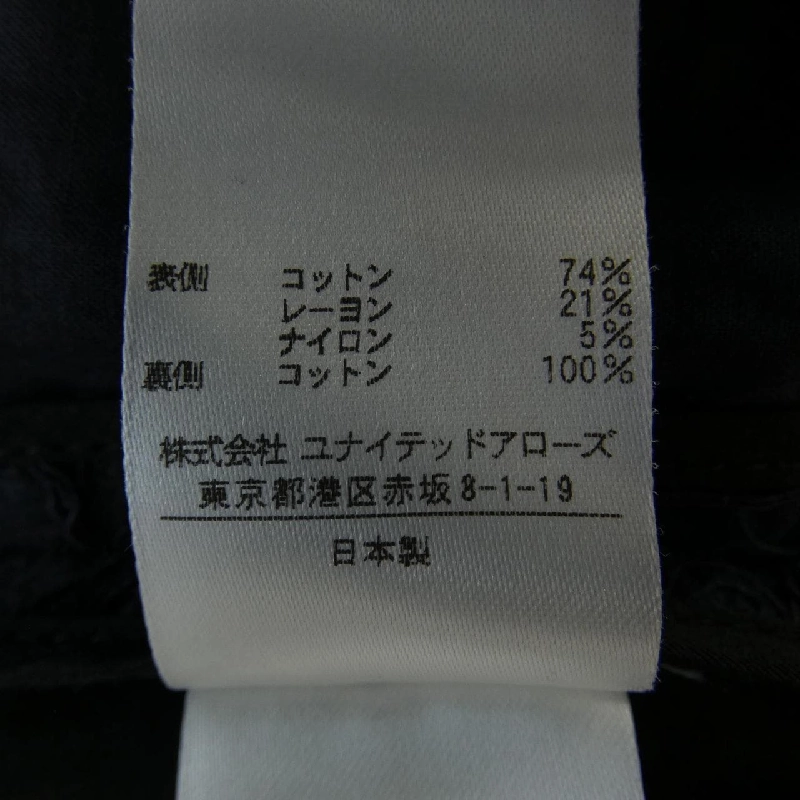 表側 コットン 74%
レーヨン 21%
ナイロン 5%
裏側 コットン 100%
株式会社 ユナイテッドアローズ
東京都港区赤坂8-1-19
日本製